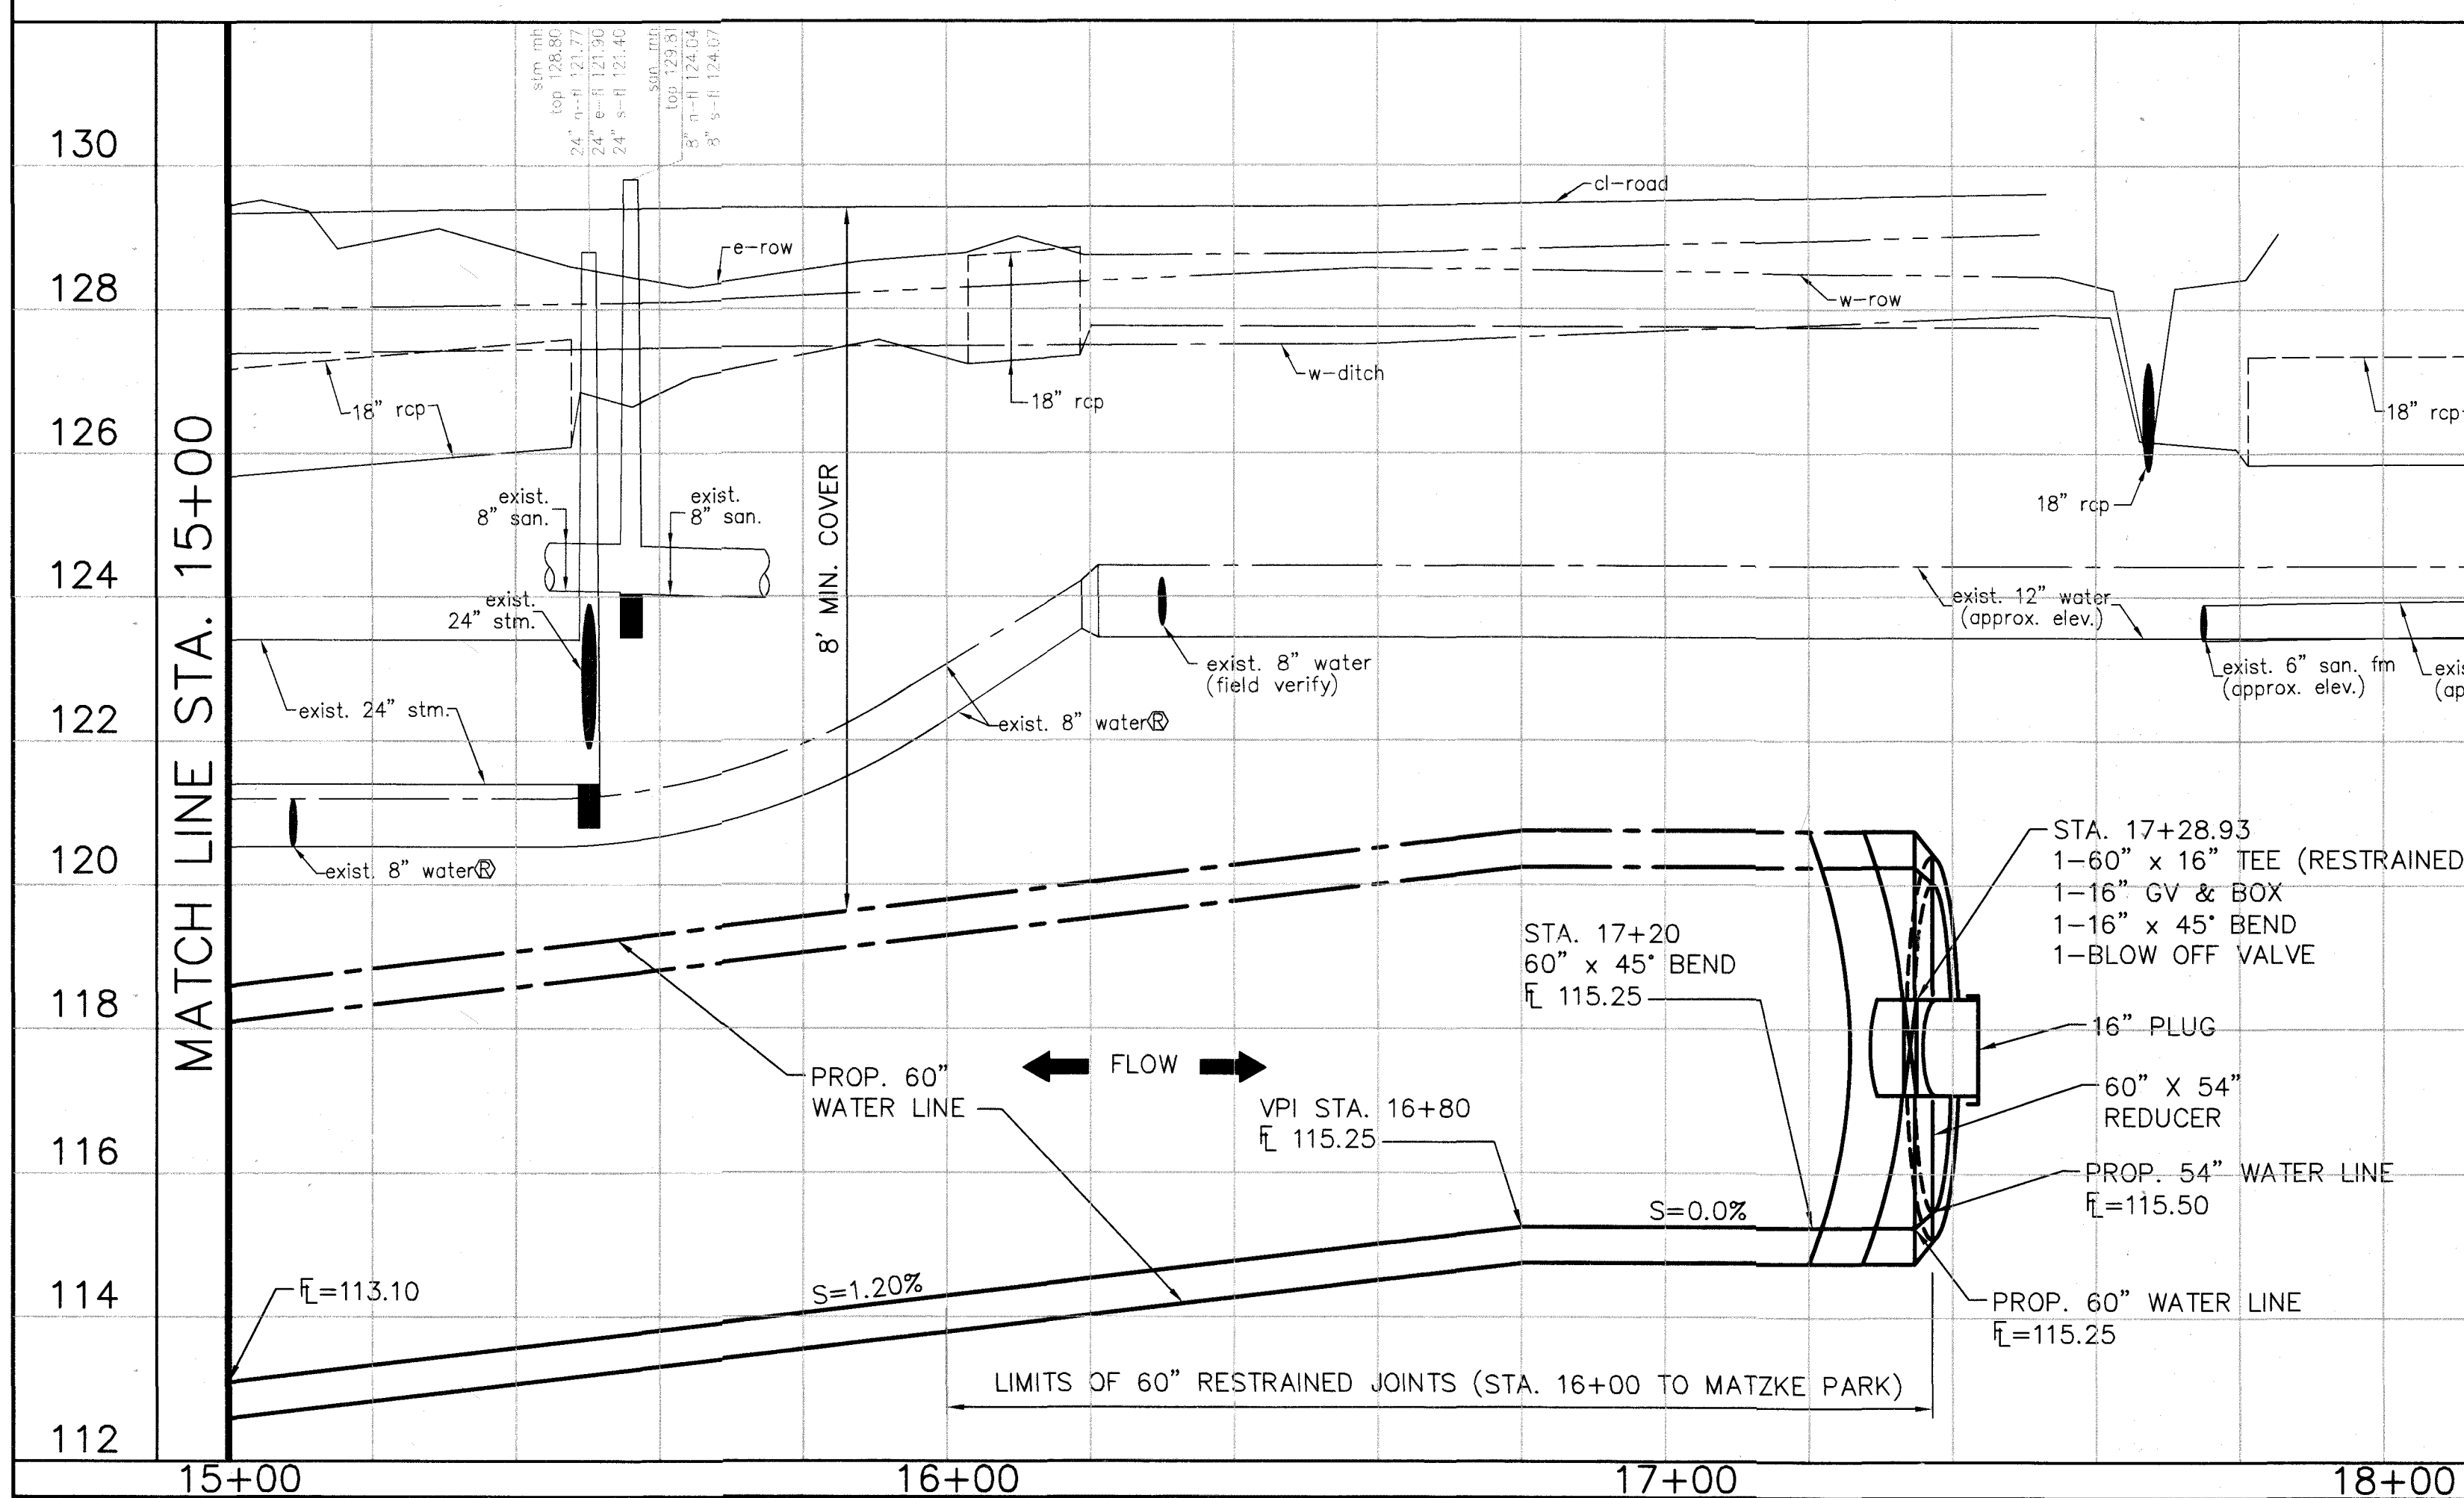 stm mh
top 128.80
24" n-fl 121.77
24" e-fl 121.90
24" s-fl 121.40
san mh
top 129.81
8" n-fl 124.04
8" s-fl 124.07
130
128
126
124
122
120
118
116
114
112
MATCH LINE STA. 15+00
cl-road
e-row
w-row
w-ditch
18" rcp
18" rcp
18" rcp
18" rcp
exist.
8" san.
exist.
8" san.
8' MIN. COVER
exist.
24" stm.
exist. 24" stm.
exist. 8" water Ⓡ
exist. 8" water Ⓡ
exist. 8" water
(field verify)
exist. 12" water
(approx. elev.)
exist. 6" san. fm
(approx. elev.)
STA. 17+28.93
1-60" x 16" TEE (RESTRAINED
1-16" GV & BOX
1-16" x 45° BEND
1-BLOW OFF VALVE
STA. 17+20
60" x 45° BEND
FL 115.25
16" PLUG
60" X 54"
REDUCER
PROP. 60"
WATER LINE
FLOW
VPI STA. 16+80
FL 115.25
PROP. 54" WATER LINE
FL=115.50
S=0.0%
S=1.20%
FL=113.10
PROP. 60" WATER LINE
FL=115.25
LIMITS OF 60" RESTRAINED JOINTS (STA. 16+00 TO MATZKE PARK)
15+00
16+00
17+00
18+00